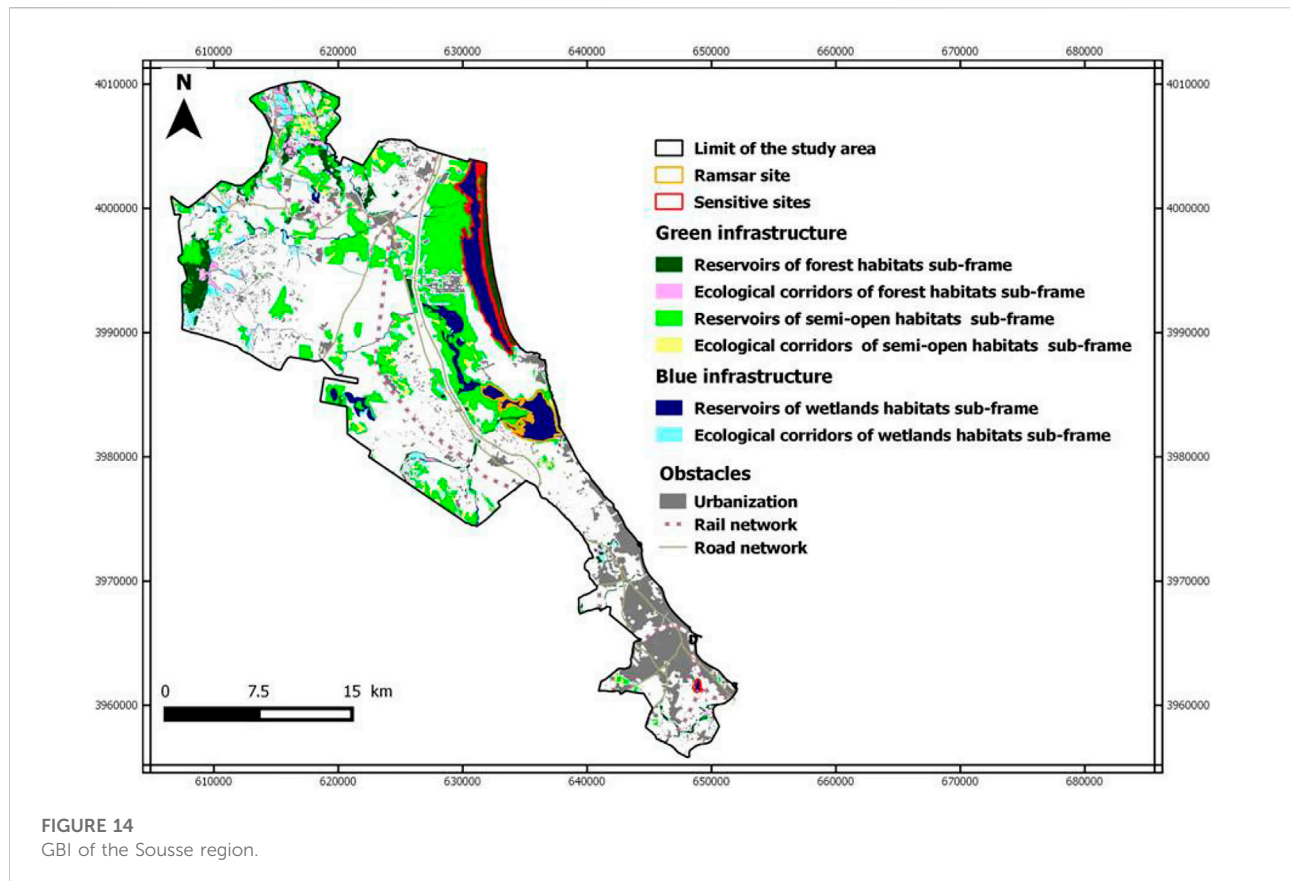 610000 620000 630000 640000 650000 660000 670000 680000
N
4010000 4010000
4000000 4000000
3990000 3990000
3980000 3980000
3970000 3970000
3960000 3960000
Limit of the study area
Ramsar site
Sensitive sites
Green infrastructure
Reservoirs of forest habitats sub-frame
Ecological corridors of forest habitats sub-frame
Reservoirs of semi-open habitats sub-frame
Ecological corridors of semi-open habitats sub-frame
Blue infrastructure
Reservoirs of wetlands habitats sub-frame
Ecological corridors of wetlands habitats sub-frame
Obstacles
Urbanization
Rail network
Road network
0 7.5 15 km
610000 620000 630000 640000 650000 660000 670000 680000
FIGURE 14
GBI of the Sousse region.